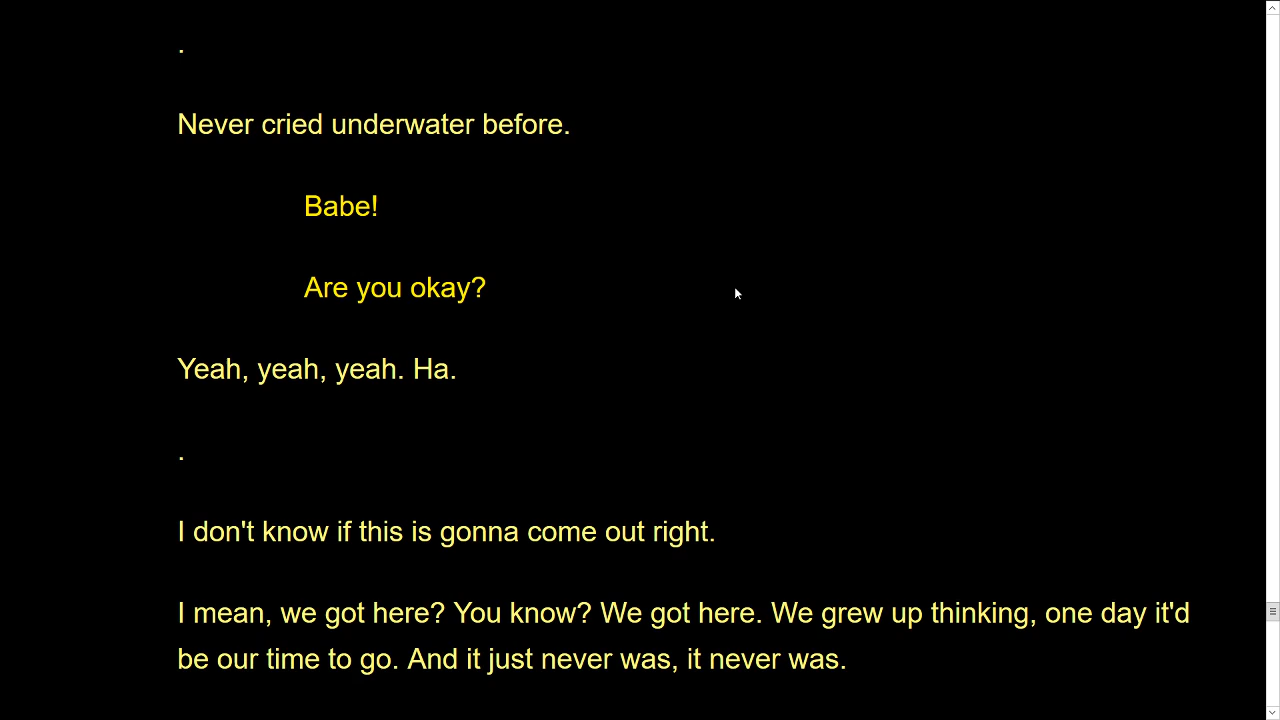 .
Never cried underwater before.
Babe!
Are you okay?
Yeah, yeah, yeah. Ha.
.
I don't know if this is gonna come out right.
I mean, we got here? You know? We got here. We grew up thinking, one day it'd
be our time to go. And it just never was, it never was.